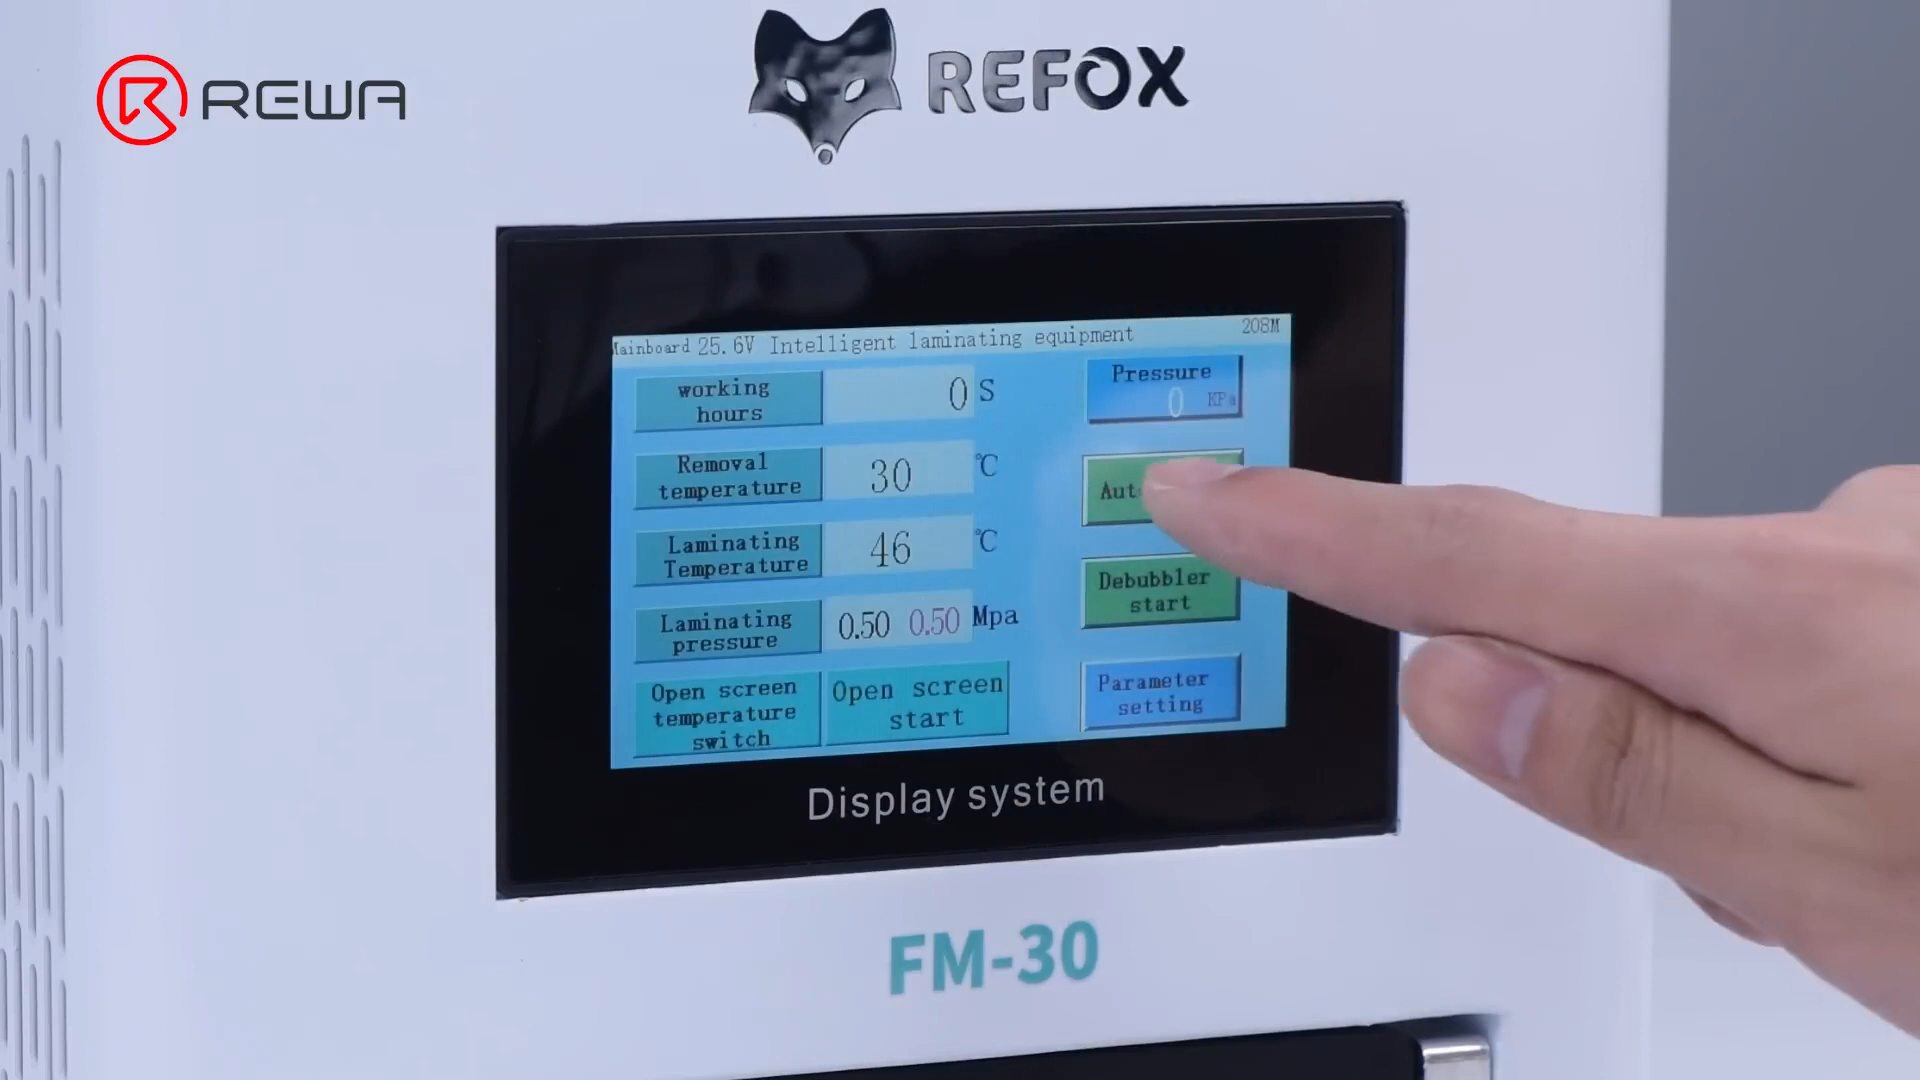 REWA
REFOX
Mainboard 25.6V Intelligent laminating equipment 208M
working
hours
0 S
Pressure
0 KPa
Removal
temperature
30 ℃
Laminating
Temperature
46 ℃
Debubbler
start
Laminating
pressure
0.50 0.50 Mpa
Open screen
temperature
switch
Open screen
start
Parameter
setting
Display system
FM-30